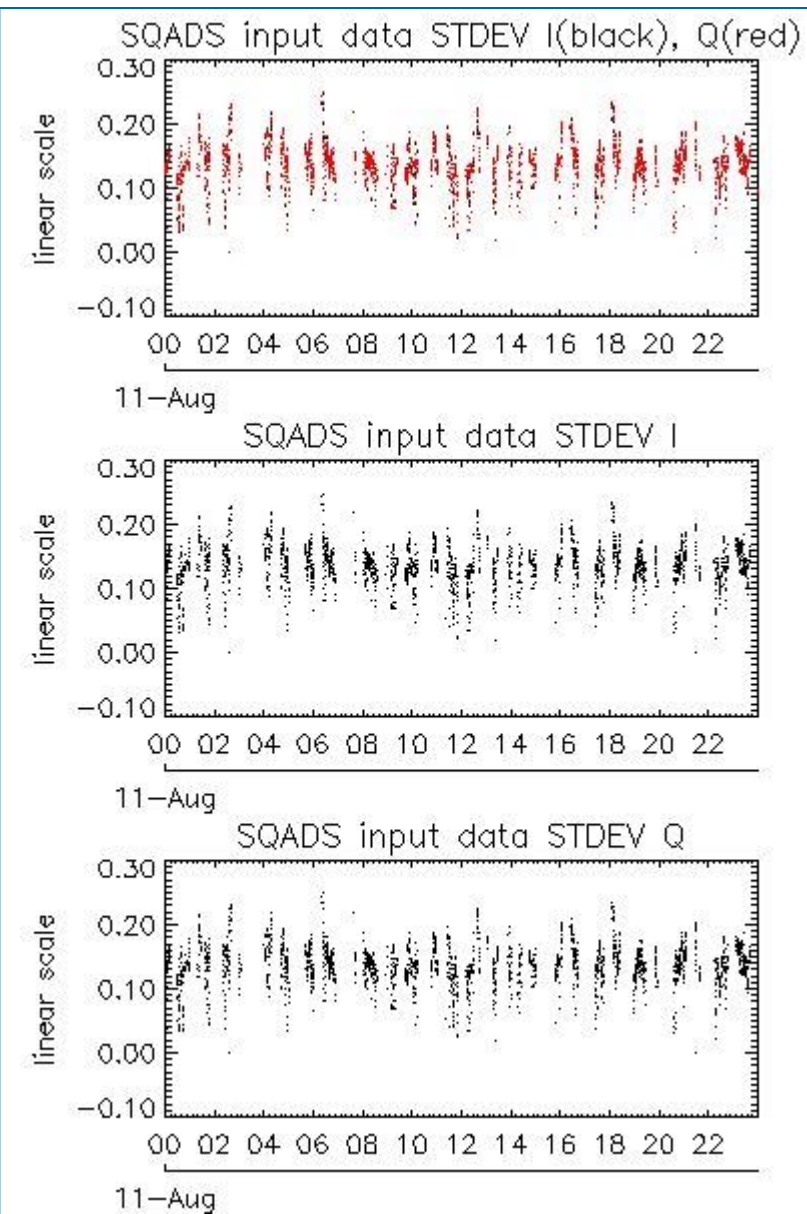 SQADS input data STDEV I(black), Q(red)
linear scale
0.30
0.20
0.10
0.00
−0.10
00 02 04 06 08 10 12 14 16 18 20 22
11−Aug
SQADS input data STDEV I
linear scale
0.30
0.20
0.10
0.00
−0.10
00 02 04 06 08 10 12 14 16 18 20 22
11−Aug
SQADS input data STDEV Q
linear scale
0.30
0.20
0.10
0.00
−0.10
00 02 04 06 08 10 12 14 16 18 20 22
11−Aug